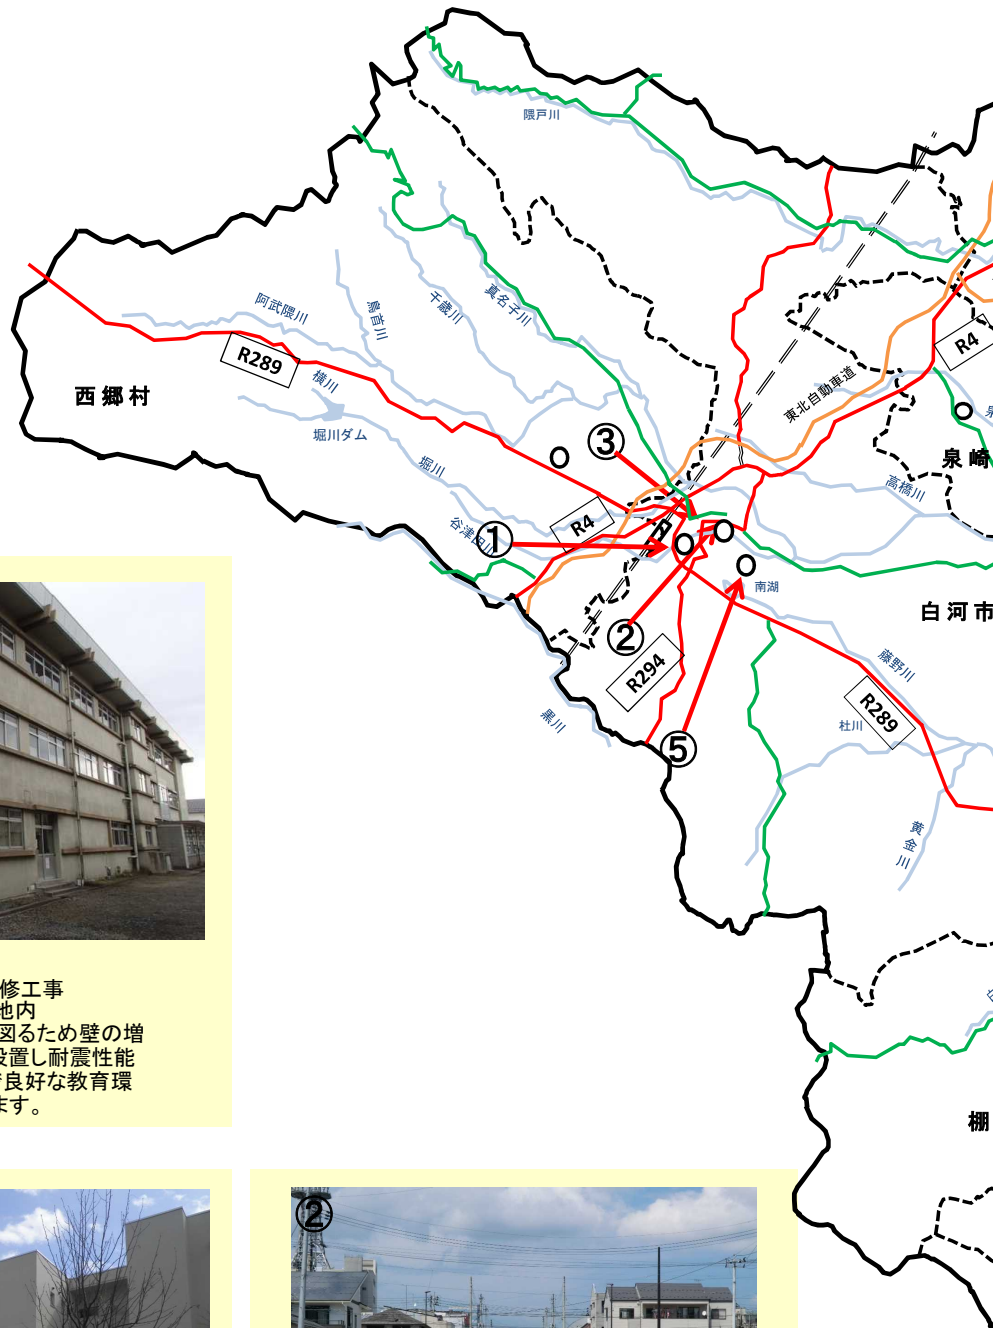 隈戸川
真名子川
千歳川
鳥首川
阿武隈川
R289
横川
西郷村
堀川ダム
堀川
谷津田川
R4
東北自動車道
R4
泉崎
高橋川
③
①
②
⑤
南湖
白河市
R294
藤野川
R289
社川
黒川
黄金川
棚
修工事
地内
図るため壁の増
設置し耐震性能
良好な教育環
ます。
②